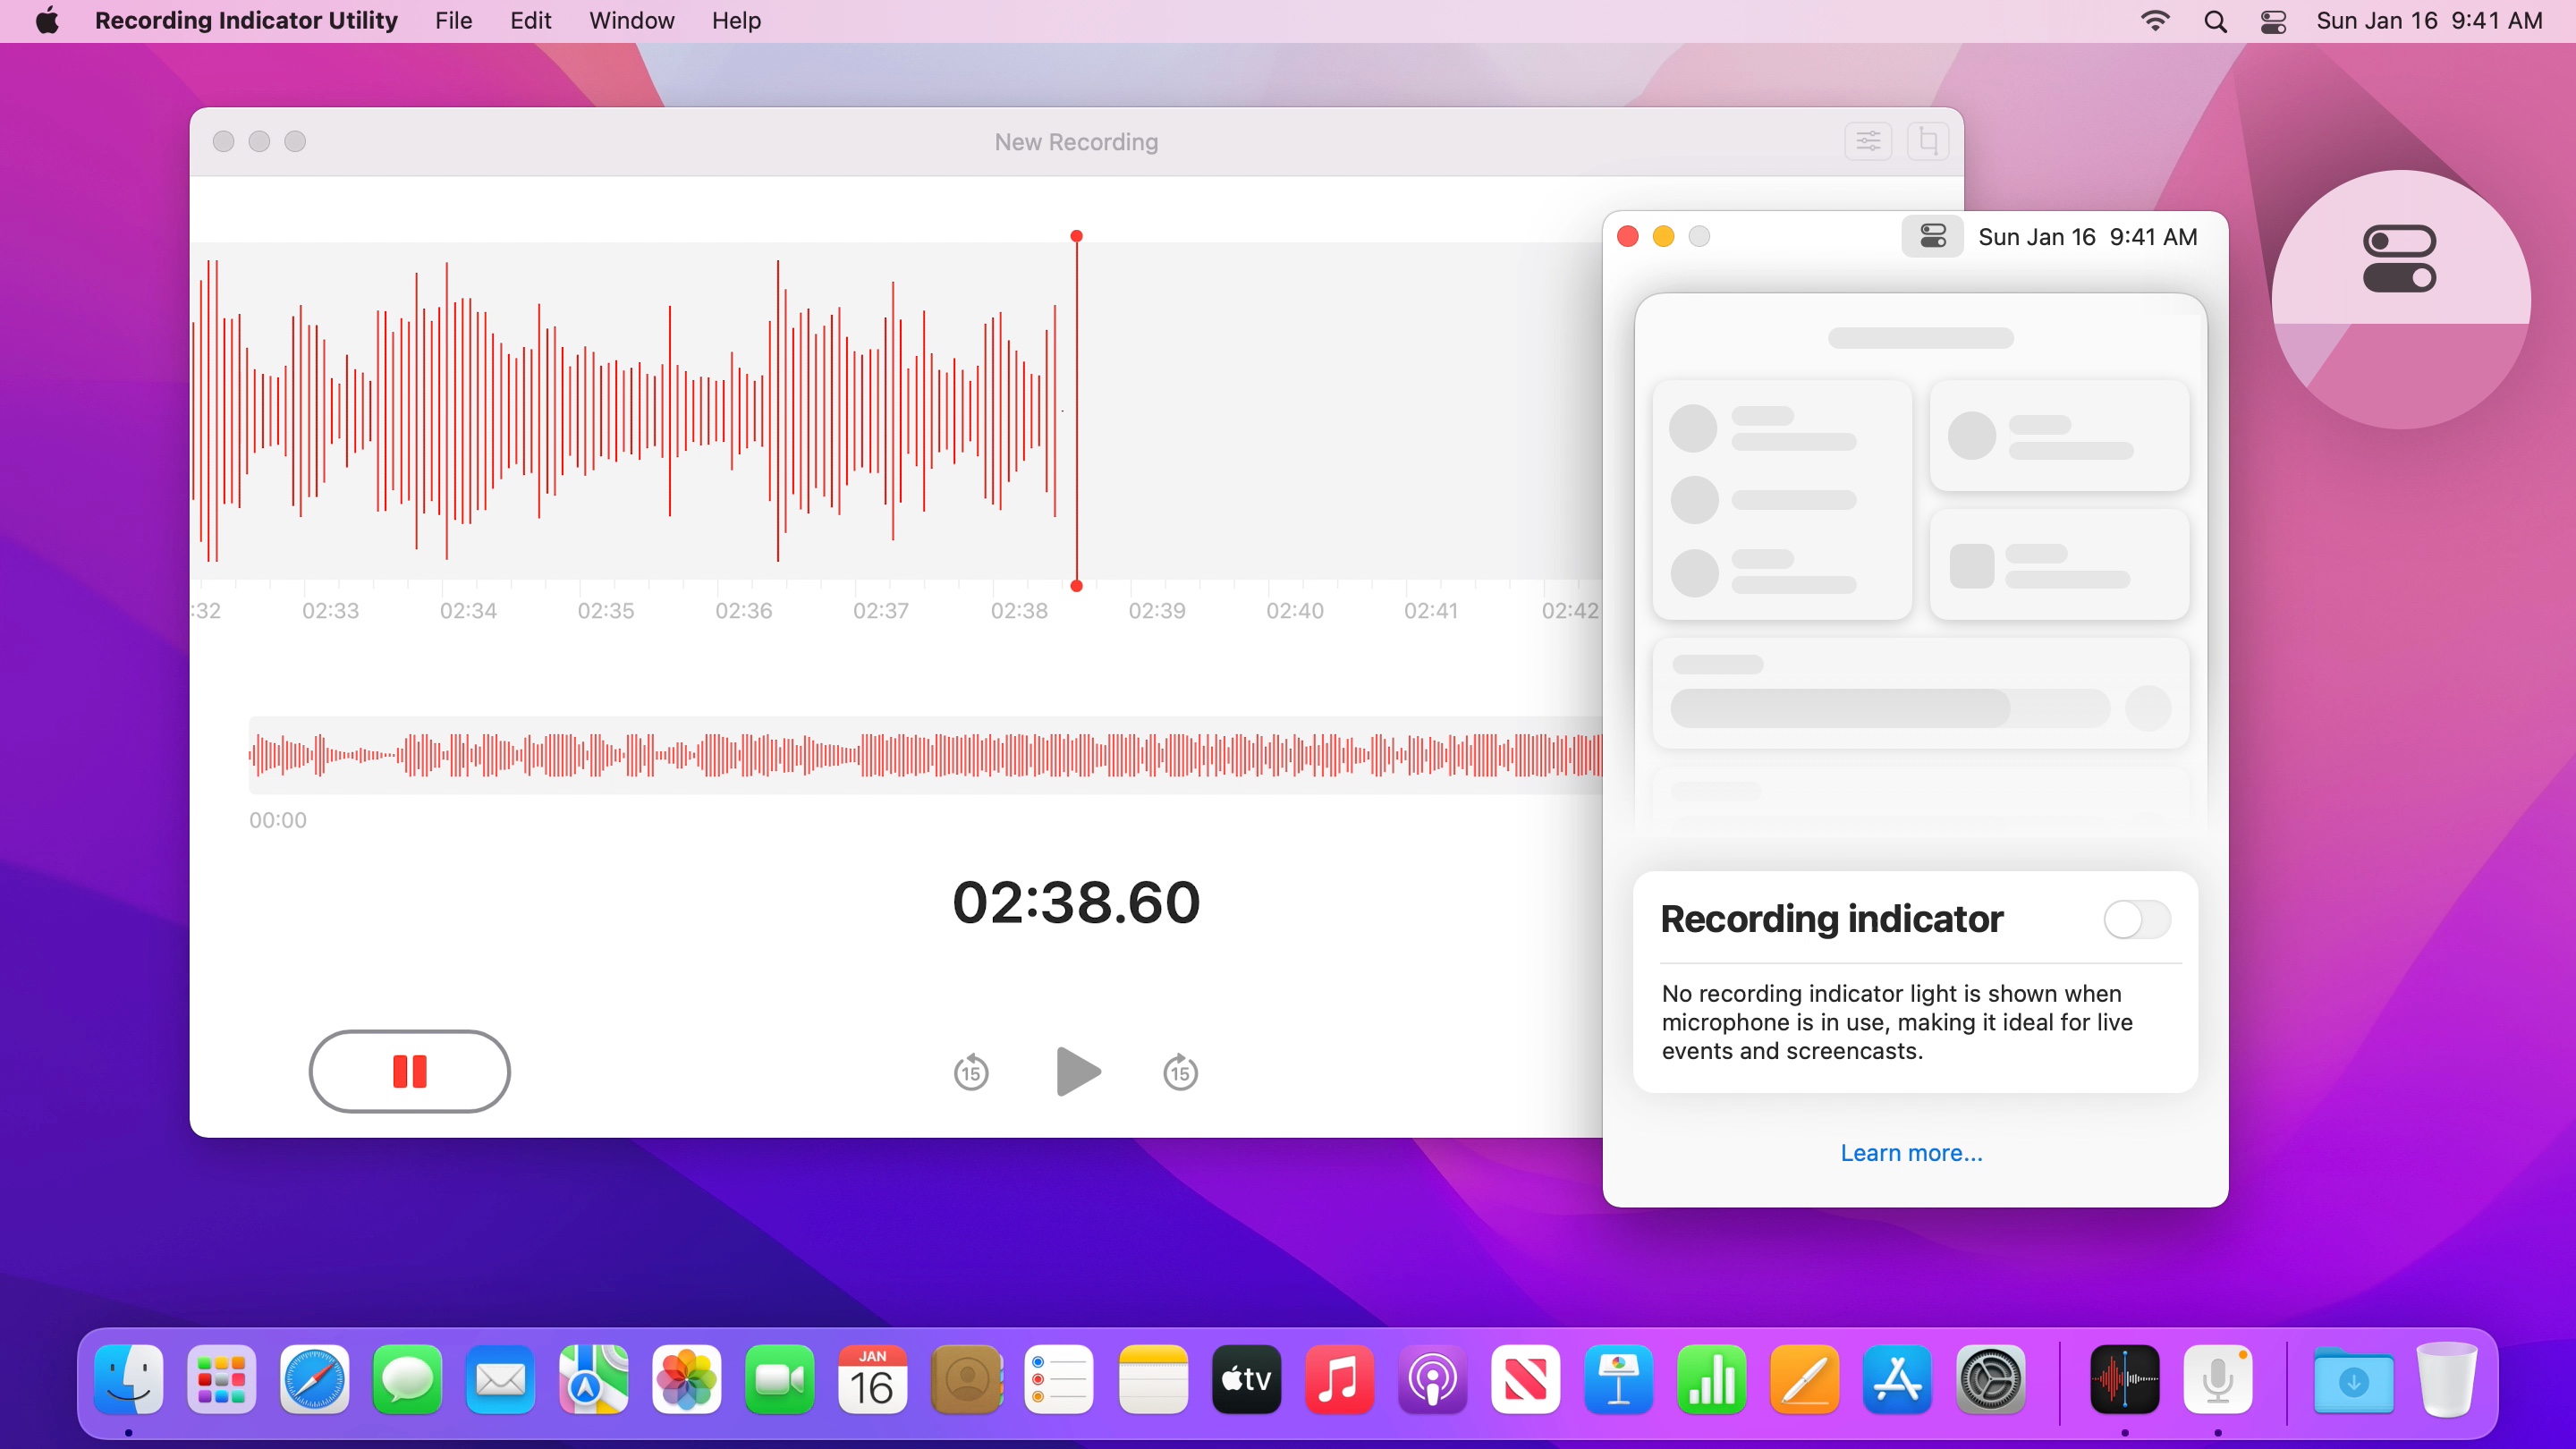 Recording Indicator Utility File Edit Window Help Sun Jan 16 9:41 AM
New Recording
Sun Jan 16 9:41 AM
:32 02:33 02:34 02:35 02:36 02:37 02:38 02:39 02:40 02:41 02:42
00:00
02:38.60
15 15
Recording indicator
No recording indicator light is shown when
microphone is in use, making it ideal for live
events and screencasts.
Learn more...
JAN
16
tv